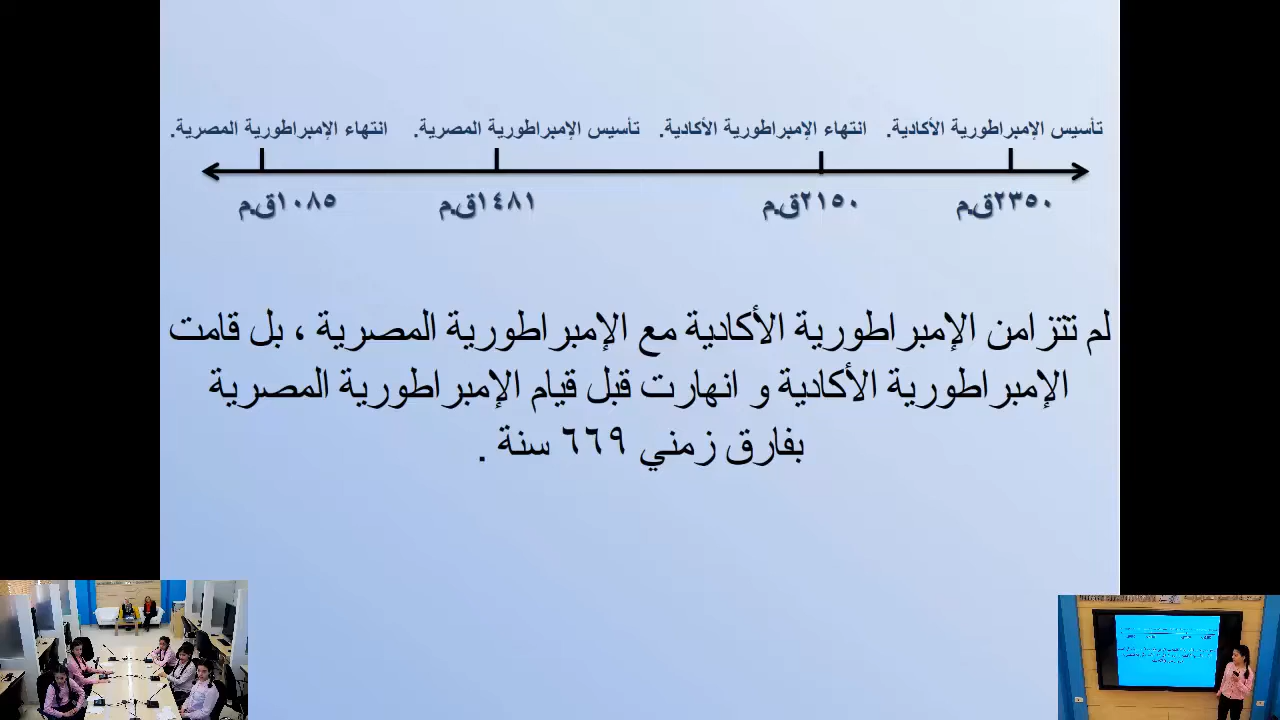 تأسيس الإمبراطورية الأكادية. انتهاء الإمبراطورية الأكادية. تأسيس الإمبراطورية المصرية. انتهاء الإمبراطورية المصرية.
٢٣٥٠ق.م ٢١٥٠ق.م ١٤٨١ق.م ١٠٨٥ق.م
لم تتزامن الإمبراطورية الأكادية مع الإمبراطورية المصرية ، بل قامت
الإمبراطورية الأكادية و انهارت قبل قيام الإمبراطورية المصرية
بفارق زمني ٦٦٩ سنة .